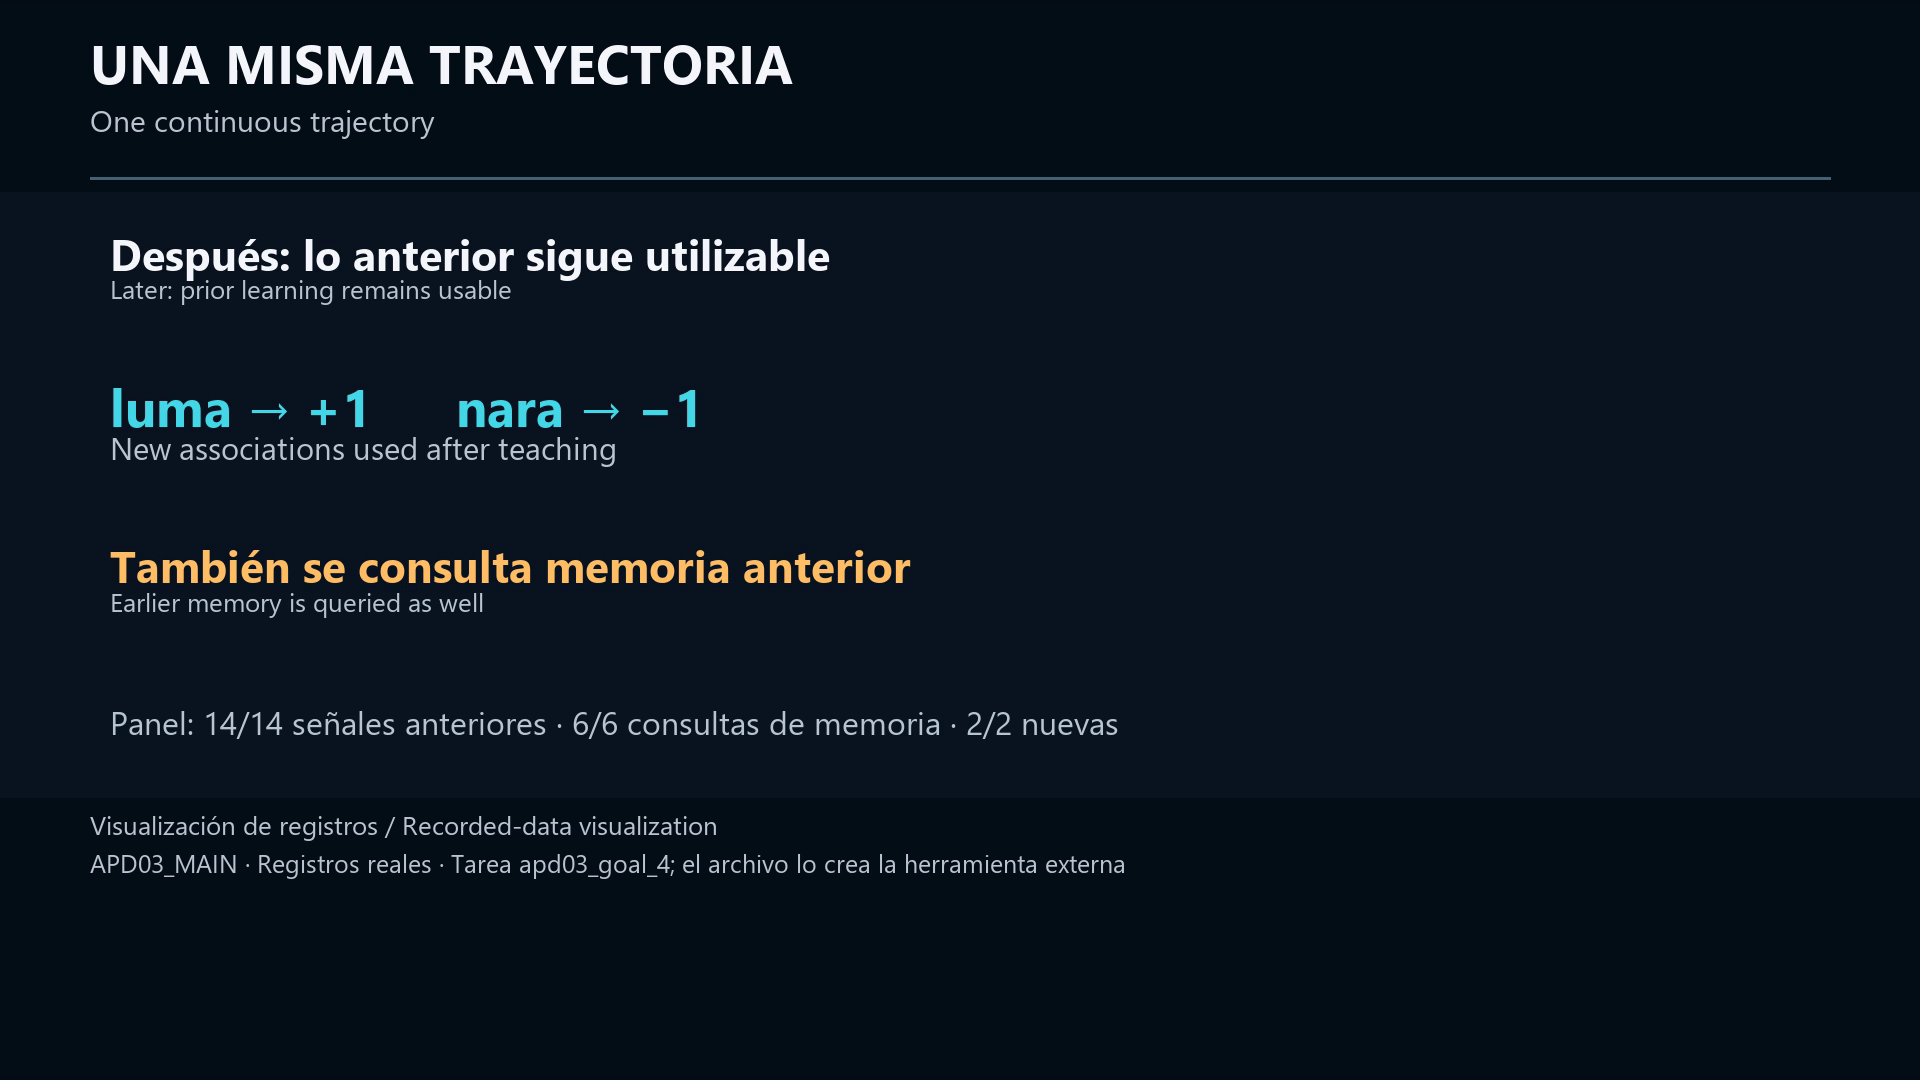 UNA MISMA TRAYECTORIA
One continuous trajectory
Después: lo anterior sigue utilizable
Later: prior learning remains usable
luma → +1 nara → −1
New associations used after teaching
También se consulta memoria anterior
Earlier memory is queried as well
Panel: 14/14 señales anteriores · 6/6 consultas de memoria · 2/2 nuevas
Visualización de registros / Recorded-data visualization
APD03_MAIN · Registros reales · Tarea apd03_goal_4; el archivo lo crea la herramienta externa